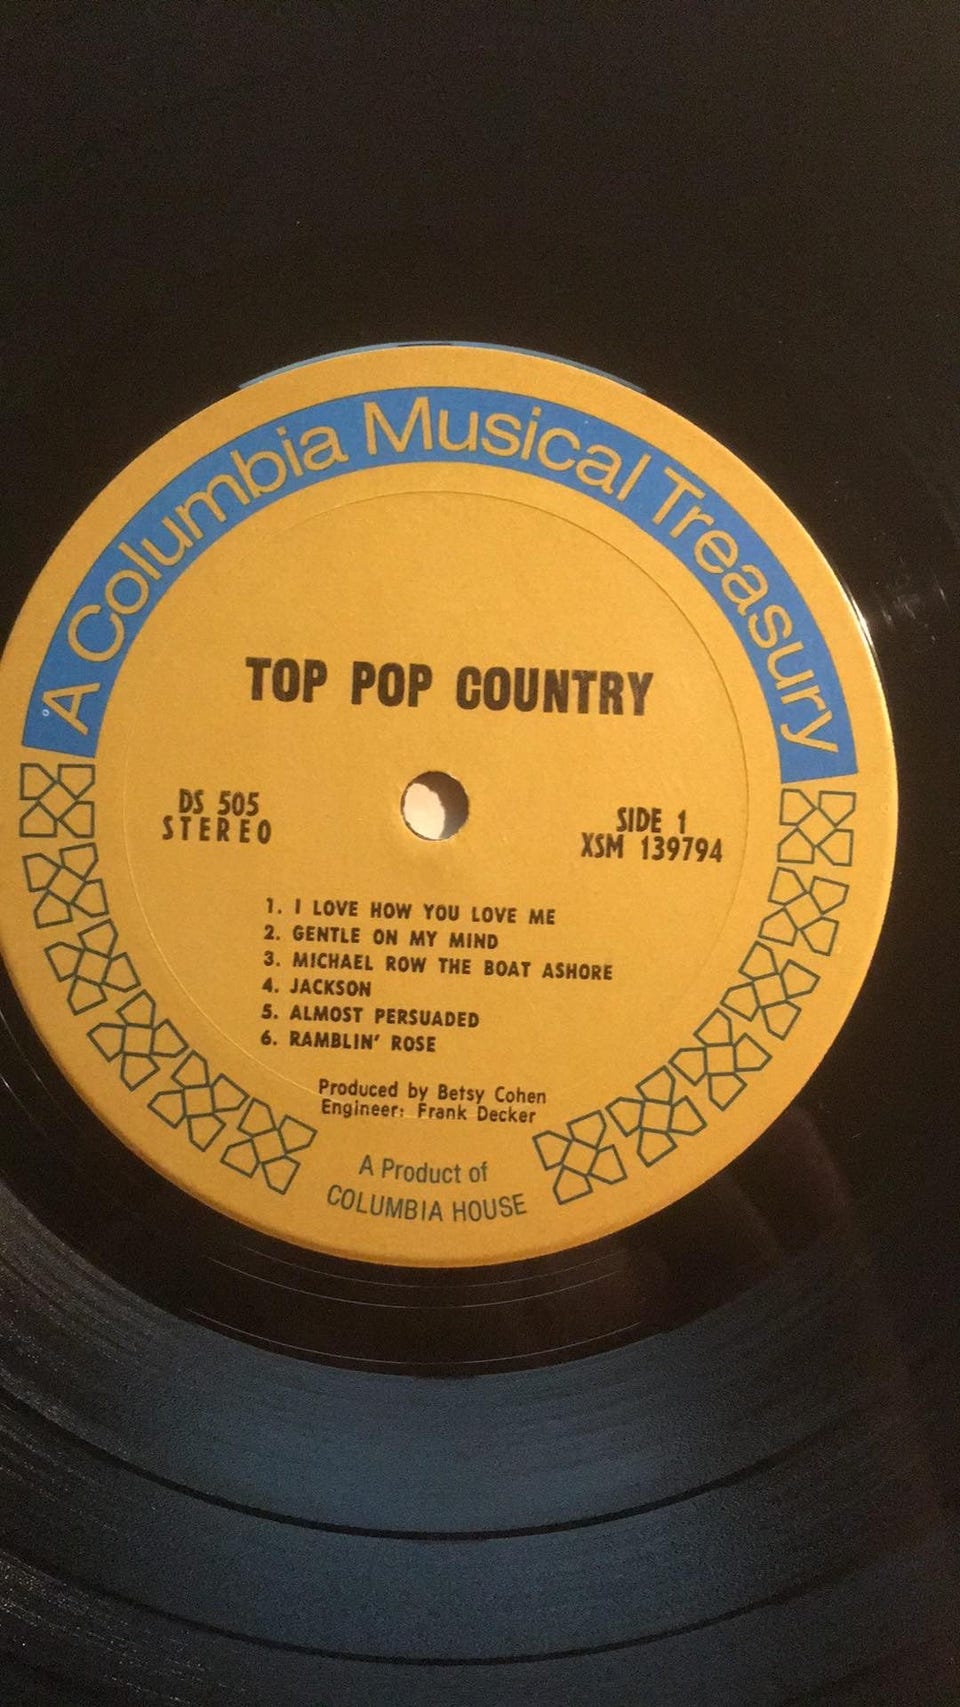 A Columbia Musical Treasury
TOP POP COUNTRY
DS 505
STEREO
SIDE 1
XSM 139794
1. I LOVE HOW YOU LOVE ME
2. GENTLE ON MY MIND
3. MICHAEL ROW THE BOAT ASHORE
4. JACKSON
5. ALMOST PERSUADED
6. RAMBLIN' ROSE
Produced by Betsy Cohen
Engineer: Frank Decker
A Product of
COLUMBIA HOUSE